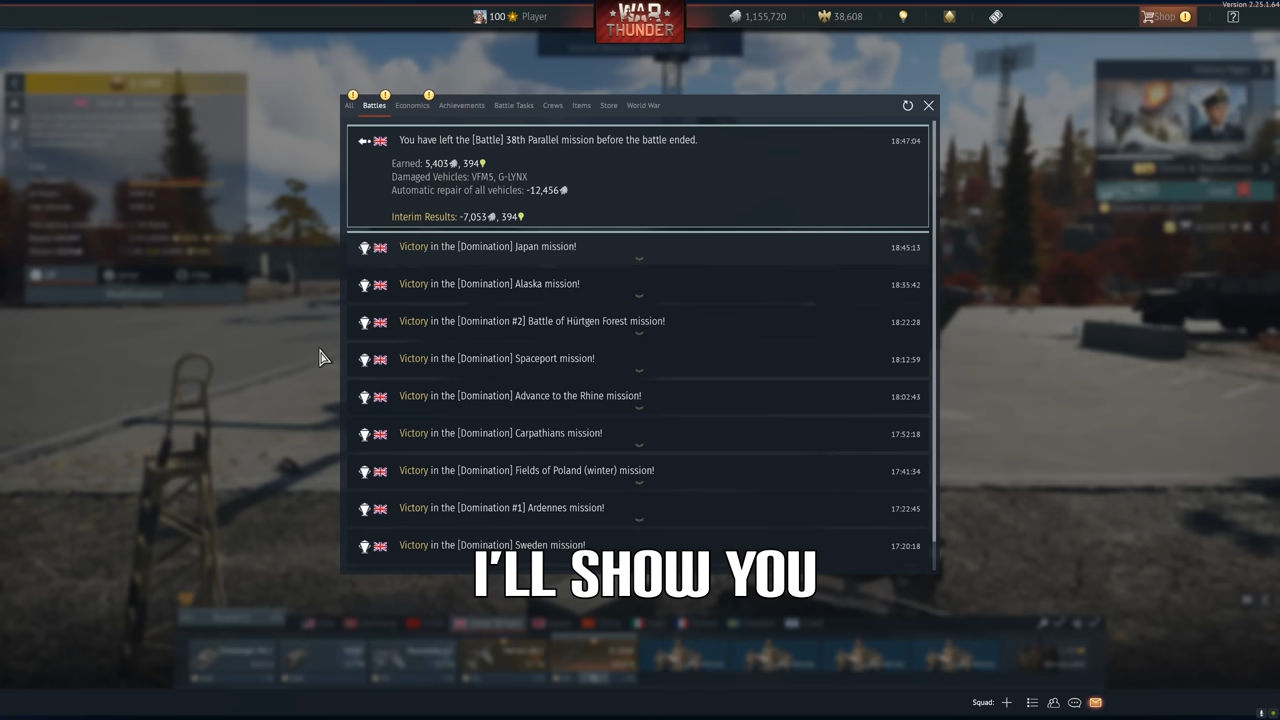 Version 2.25.1.64
100 Player
WAR THUNDER
1,155,720
38,608
Shop
All Battles Economics Achievements Battle Tasks Crews Items Store World War
You have left the [Battle] 38th Parallel mission before the battle ended. 18:47:04
Earned: 5,403, 394
Damaged Vehicles: VFM5, G-LYNX
Automatic repair of all vehicles: -12,456
Interim Results: -7,053, 394
Victory in the [Domination] Japan mission! 18:45:13
Victory in the [Domination] Alaska mission! 18:35:42
Victory in the [Domination #2] Battle of Hürtgen Forest mission! 18:22:28
Victory in the [Domination] Spaceport mission! 18:12:59
Victory in the [Domination] Advance to the Rhine mission! 18:02:43
Victory in the [Domination] Carpathians mission! 17:52:18
Victory in the [Domination] Fields of Poland (winter) mission! 17:41:34
Victory in the [Domination #1] Ardennes mission! 17:22:45
Victory in the [Domination] Sweden mission! 17:20:18
I'LL SHOW YOU
Squad: